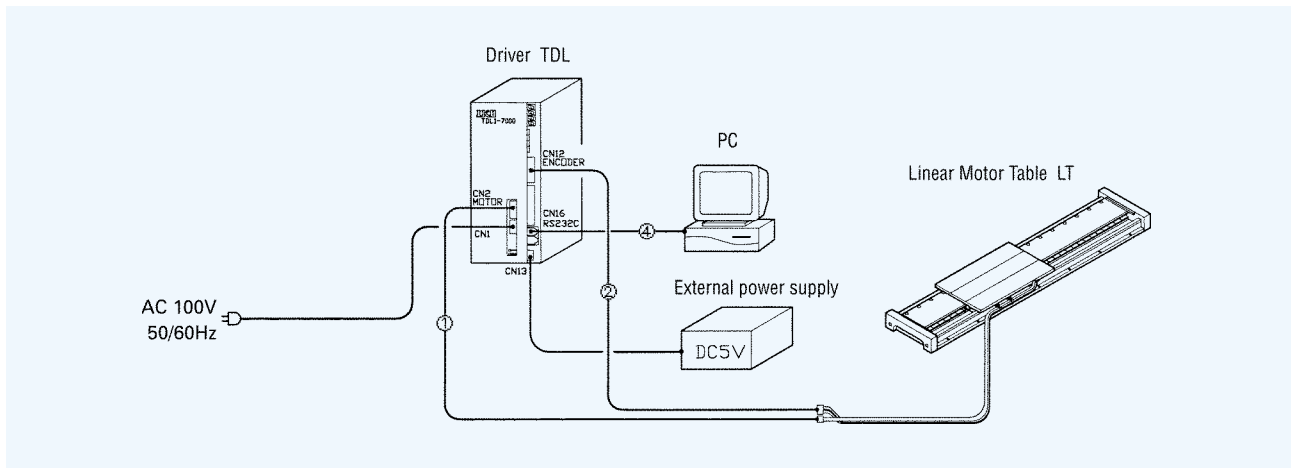 Driver TDL
TDL1-7000
CN12
ENCODER
PC
Linear Motor Table LT
CN2
MOTOR
CN16
RS232C
CN1
④
CN13
②
External power supply
AC 100V
50/60Hz
①
DC5V